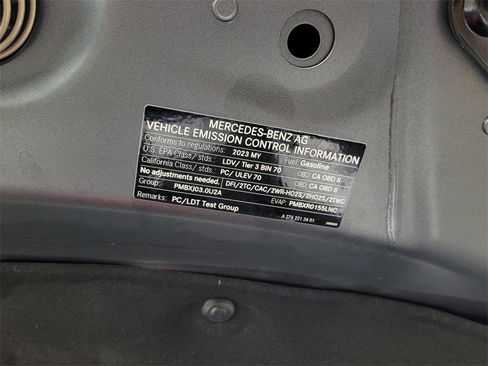 MERCEDES-BENZ AG
VEHICLE EMISSION CONTROL INFORMATION
Conforms to regulations: 2023 MY Fuel: Gasoline
U.S. EPA Class/ stds.: LDV/ Tier 3 BIN 70 OBD: CA OBD II
California Class/ stds.: PC/ ULEV 70 OBD: CA OBD II
No adjustments needed. DFI/2TC/CAC/2WR-HO2S/2HO2S/2TWC
Group: PMBXJ03.0U2A EVAP: PMBXR0155LNC
Remarks: PC/LDT Test Group
A 276 221 34 01